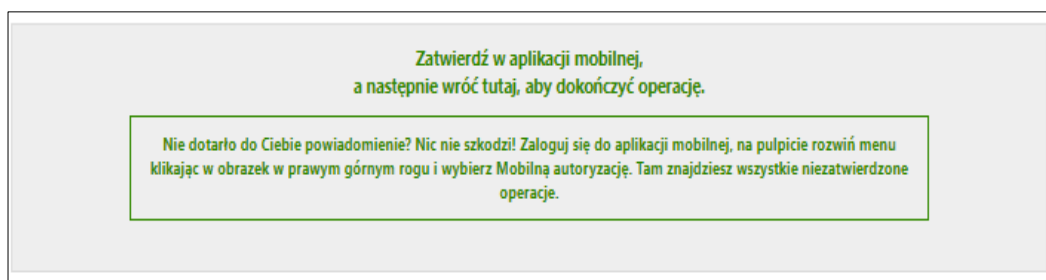 Zatwierdź w aplikacji mobilnej,
a następnie wróć tutaj, aby dokończyć operację.
Nie dotarło do Ciebie powiadomienie? Nic nie szkodzi! Zaloguj się do aplikacji mobilnej, na pulpicie rozwiń menu
klikając w obrazek w prawym górnym rogu i wybierz Mobilną autoryzację. Tam znajdziesz wszystkie niezatwierdzone
operacje.